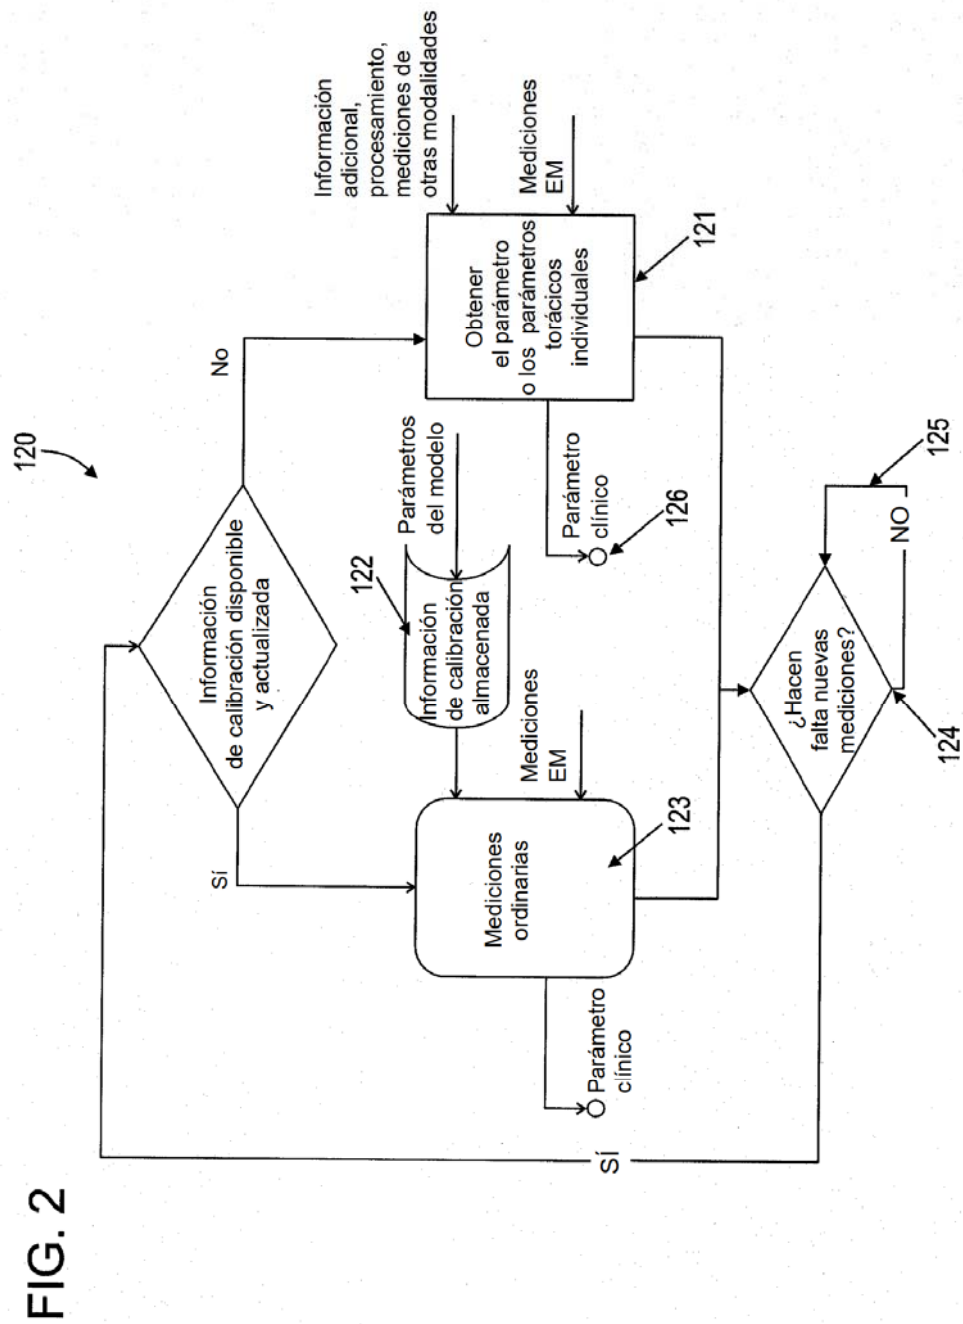 FIG. 2
120
Información
de calibración disponible
y actualizada
Sí
No
Información
adicional,
procesamiento,
mediciones de
otras modalidades
Parámetros
del modelo
122
Información
de calibración
almacenada
Mediciones
EM
Mediciones
EM
Mediciones
ordinarias
123
Obtener
el parámetro
o los parámetros
torácicos
individuales
121
Parámetro
clínico
Parámetro
clínico
126
¿Hacen
falta nuevas
mediciones?
124
125
NO
SÍ